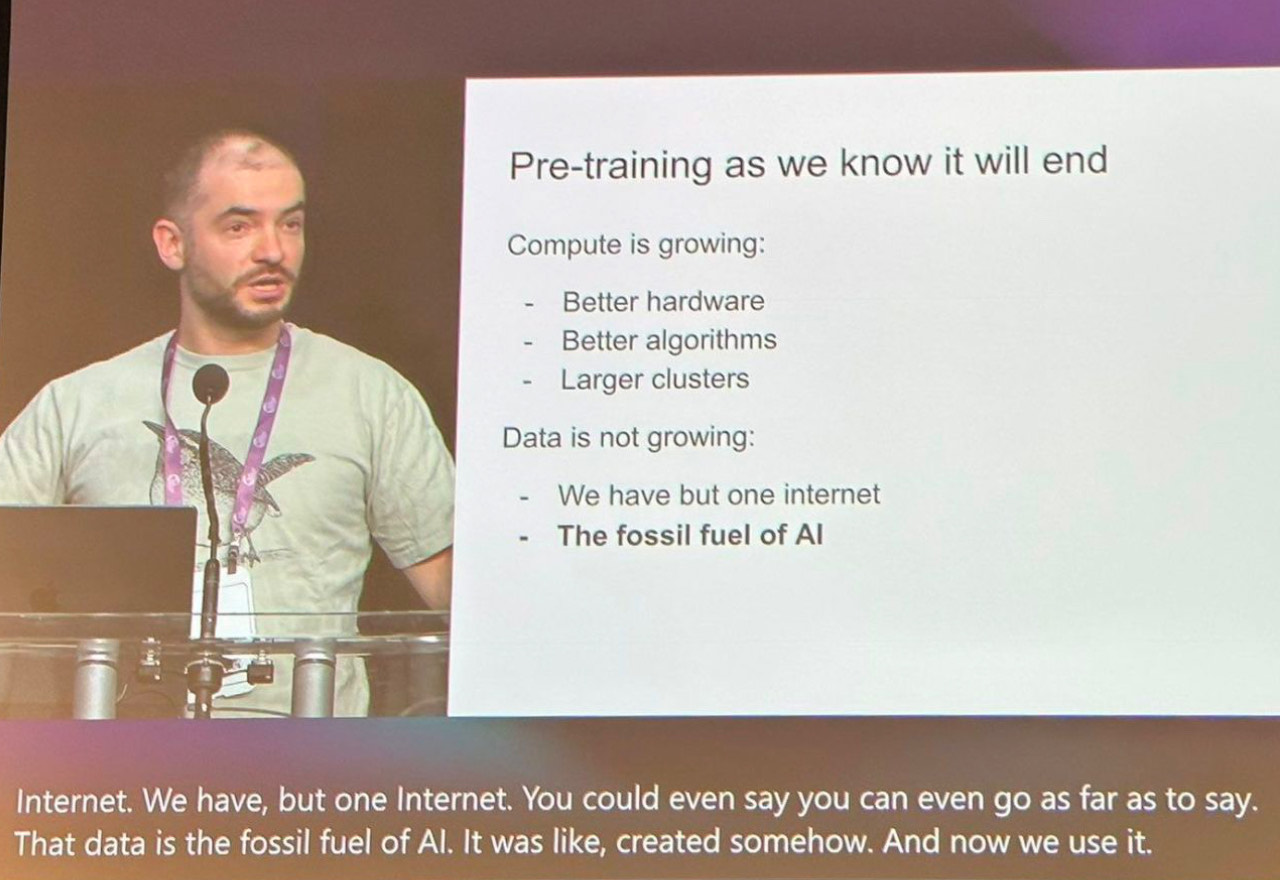 Pre-training as we know it will end
Compute is growing:
- Better hardware
- Better algorithms
- Larger clusters
Data is not growing:
- We have but one internet
- The fossil fuel of AI
Internet. We have, but one Internet. You could even say you can even go as far as to say.
That data is the fossil fuel of AI. It was like, created somehow. And now we use it.